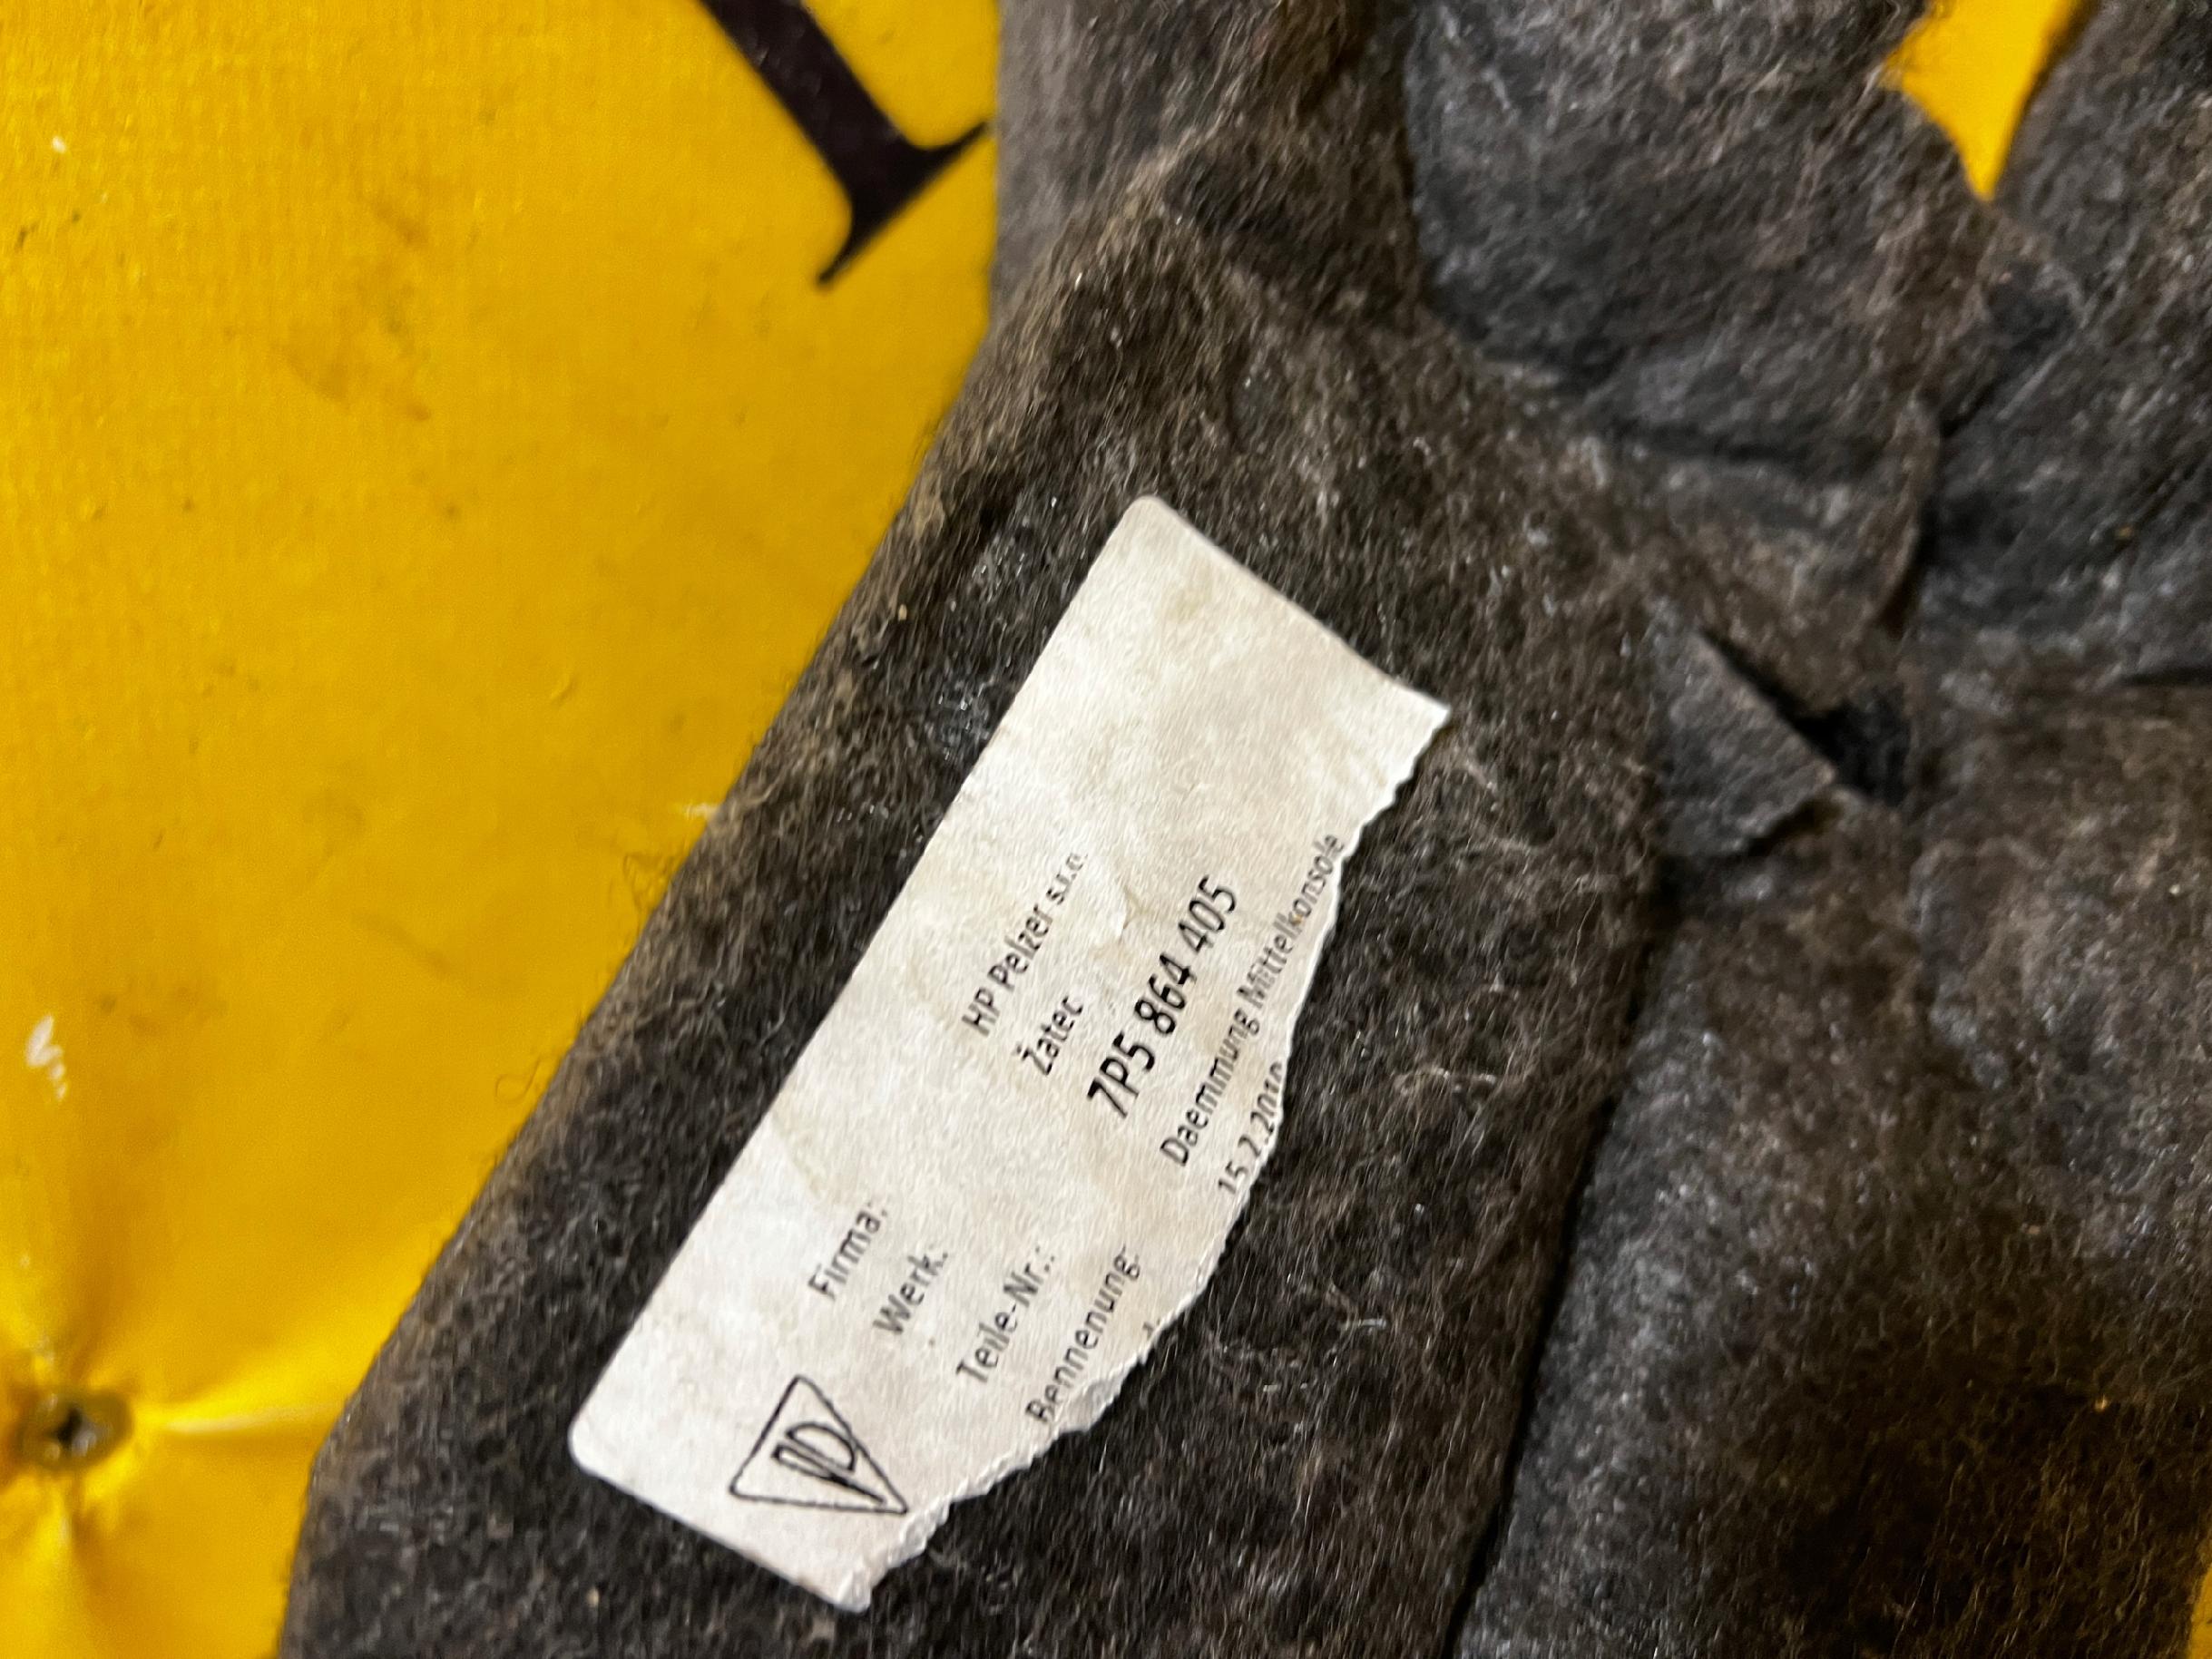 Firma: HP Pelzer s.r.o.
Werk: Žatec
Teile-Nr.: 7P5 864 405
Bennenung: Daemmung Mittelkonsole